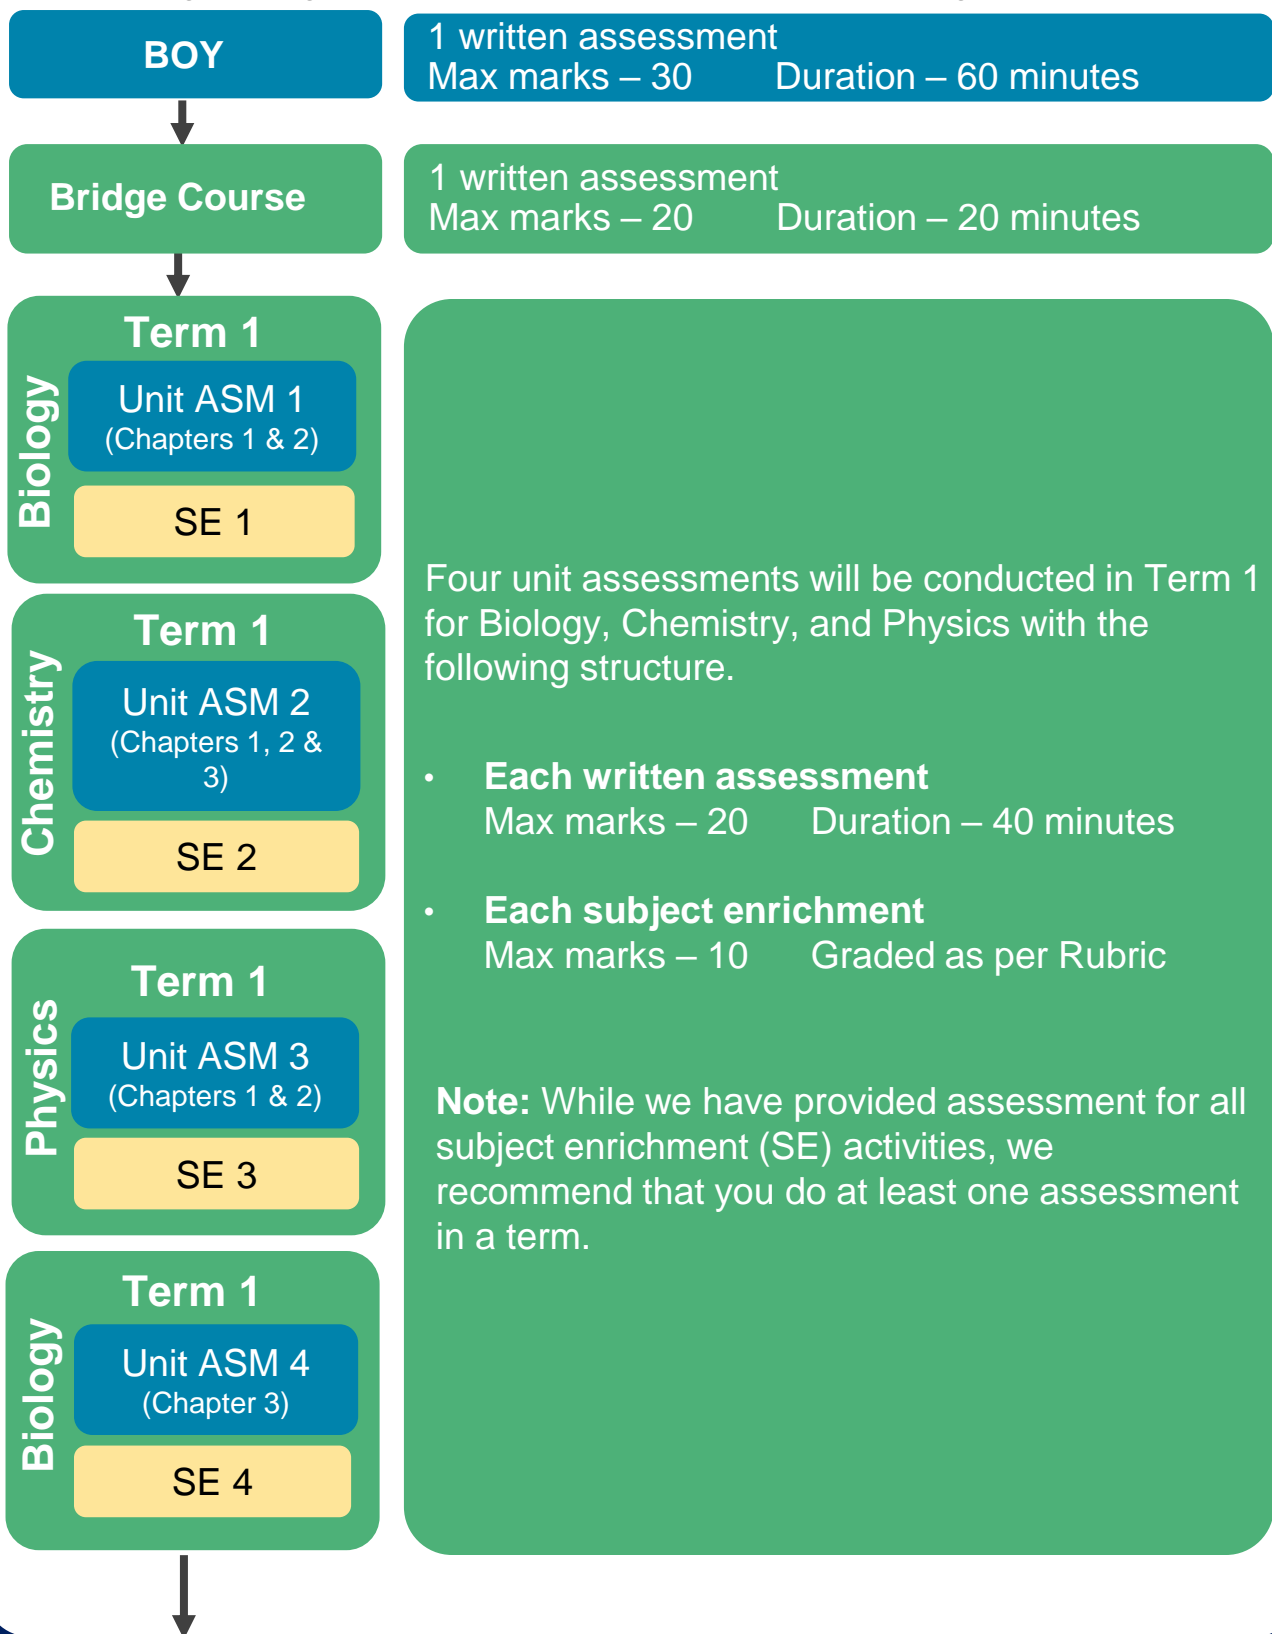 BOY
1 written assessment
Max marks – 30 Duration – 60 minutes
Bridge Course
1 written assessment
Max marks – 20 Duration – 20 minutes
Term 1
Biology
Unit ASM 1
(Chapters 1 & 2)
SE 1
Term 1
Chemistry
Unit ASM 2
(Chapters 1, 2 &
3)
SE 2
Term 1
Physics
Unit ASM 3
(Chapters 1 & 2)
SE 3
Term 1
Biology
Unit ASM 4
(Chapter 3)
SE 4
Four unit assessments will be conducted in Term 1
for Biology, Chemistry, and Physics with the
following structure.
• Each written assessment
Max marks – 20 Duration – 40 minutes
• Each subject enrichment
Max marks – 10 Graded as per Rubric
Note: While we have provided assessment for all
subject enrichment (SE) activities, we
recommend that you do at least one assessment
in a term.